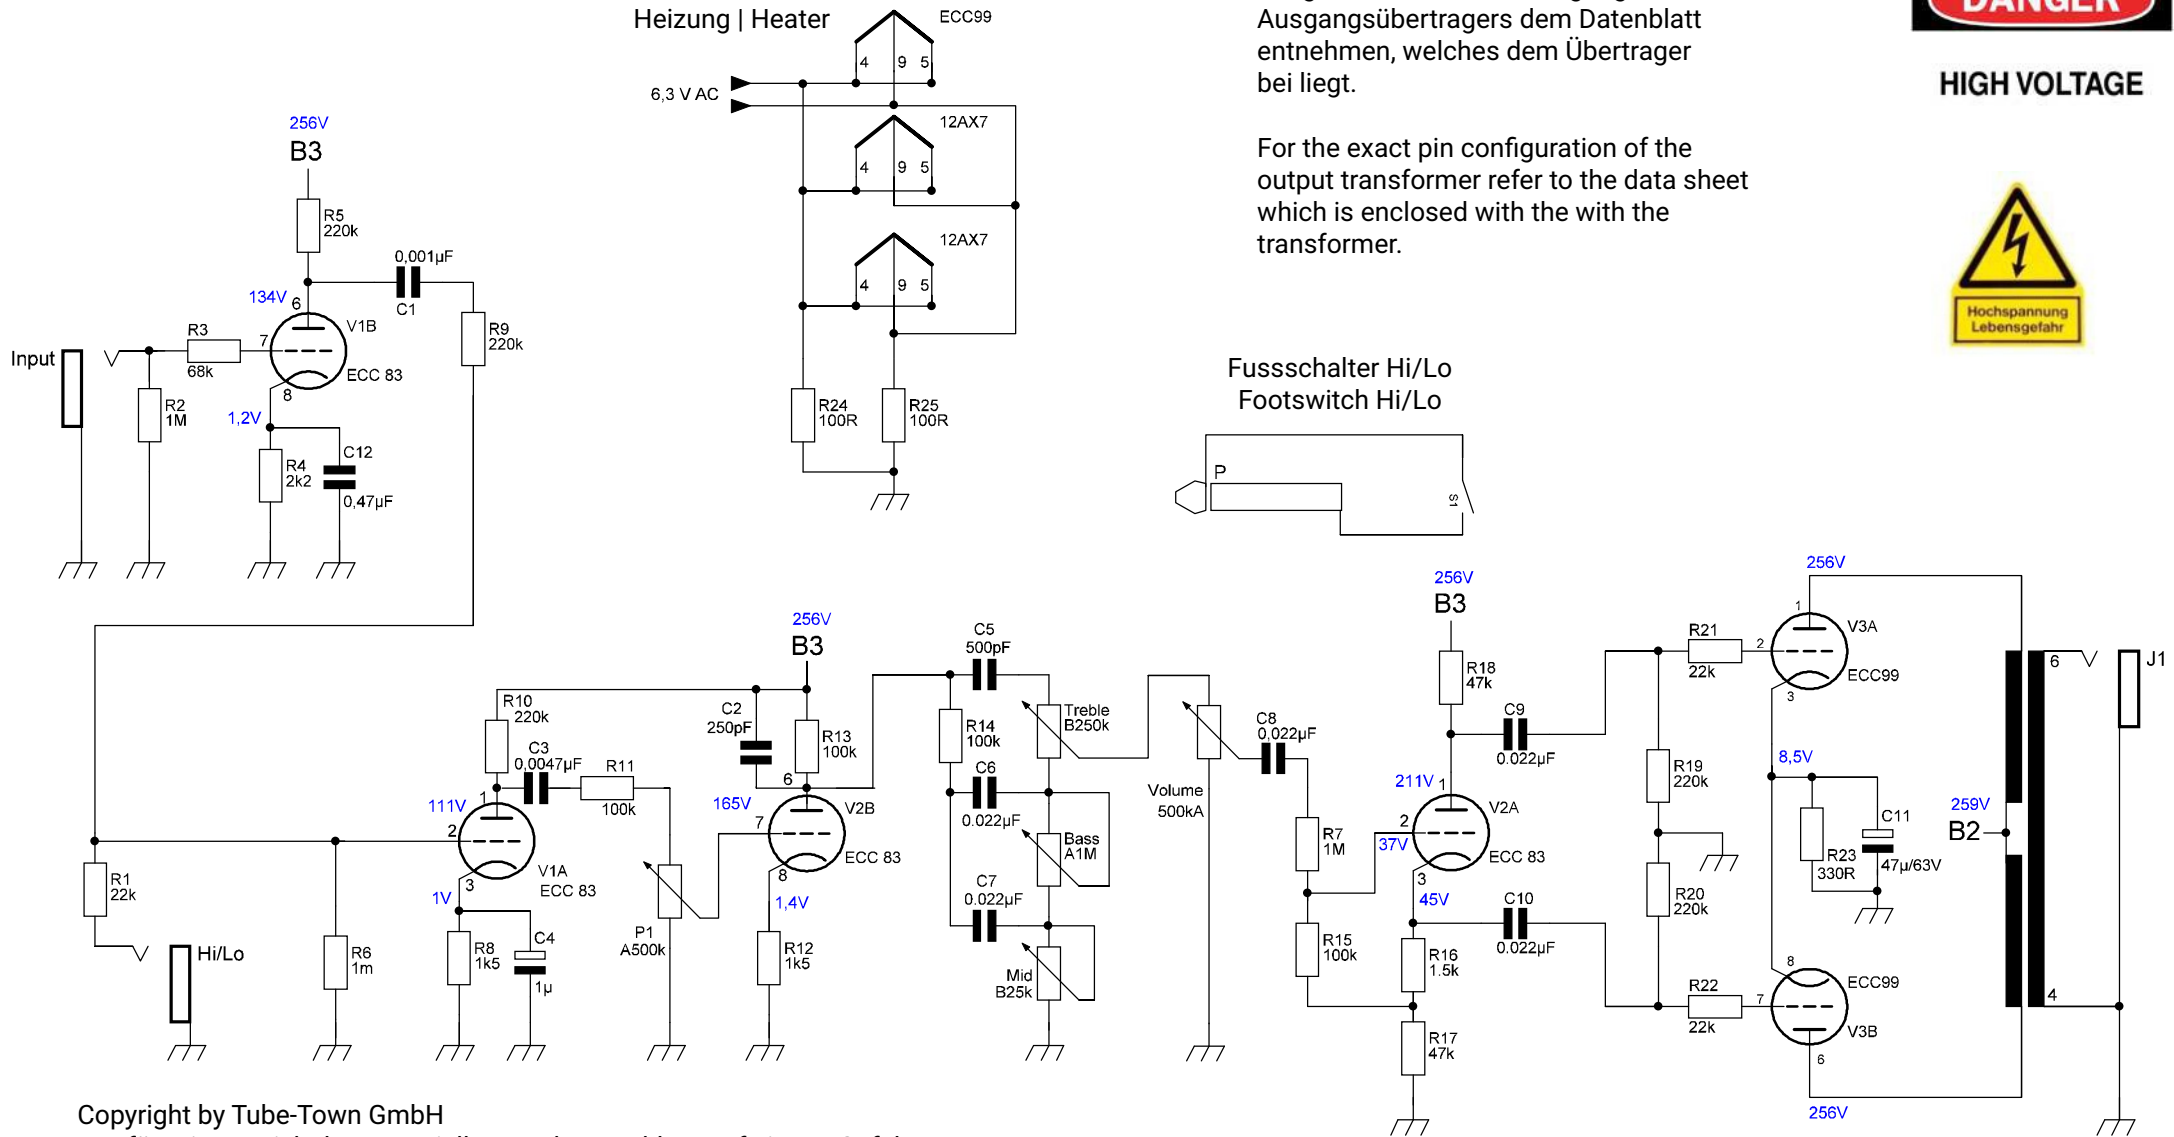 Heizung | Heater
ECC99
4
9
5
6,3 V AC
12AX7
4
9
5
12AX7
4
9
5
R24
100R
R25
100R
Ausgangsübertragers dem Datenblatt
entnehmen, welches dem Übertrager
bei liegt.
For the exact pin configuration of the
output transformer refer to the data sheet
which is enclosed with the with the
transformer.
DANGER
HIGH VOLTAGE
Hochspannung
Lebensgefahr
Fussschalter Hi/Lo
Footswitch Hi/Lo
P
S1
256V
B3
R5
220k
0,001µF
C1
134V
6
V1B
R3
7
68k
ECC 83
Input
R2
1M
8
1,2V
R4
2k2
C12
0,47µF
R9
220k
R1
22k
Hi/Lo
R6
1m
R10
220k
C3
0,0047µF
R11
100k
111V
1
2
V1A
ECC 83
3
1V
R8
1k5
C4
1µ
P1
A500k
256V
B3
C2
250pF
R13
100k
6
165V
7
V2B
ECC 83
8
1,4V
R12
1k5
C5
500pF
R14
100k
Treble
B250k
C6
0.022µF
Bass
A1M
C7
0.022µF
Mid
B25k
Volume
500kA
C8
0,022µF
R7
1M
R15
100k
256V
B3
R18
47k
C9
0.022µF
211V
1
V2A
2
37V
ECC 83
3
45V
C10
0.022µF
R16
1.5k
R17
47k
R21
22k
R19
220k
R20
220k
R22
22k
256V
1
V3A
2
ECC99
3
8,5V
C11
47µ/63V
R23
330R
8
ECC99
7
V3B
6
256V
259V
B2
6
J1
4
Copyright by Tube-Town GmbH